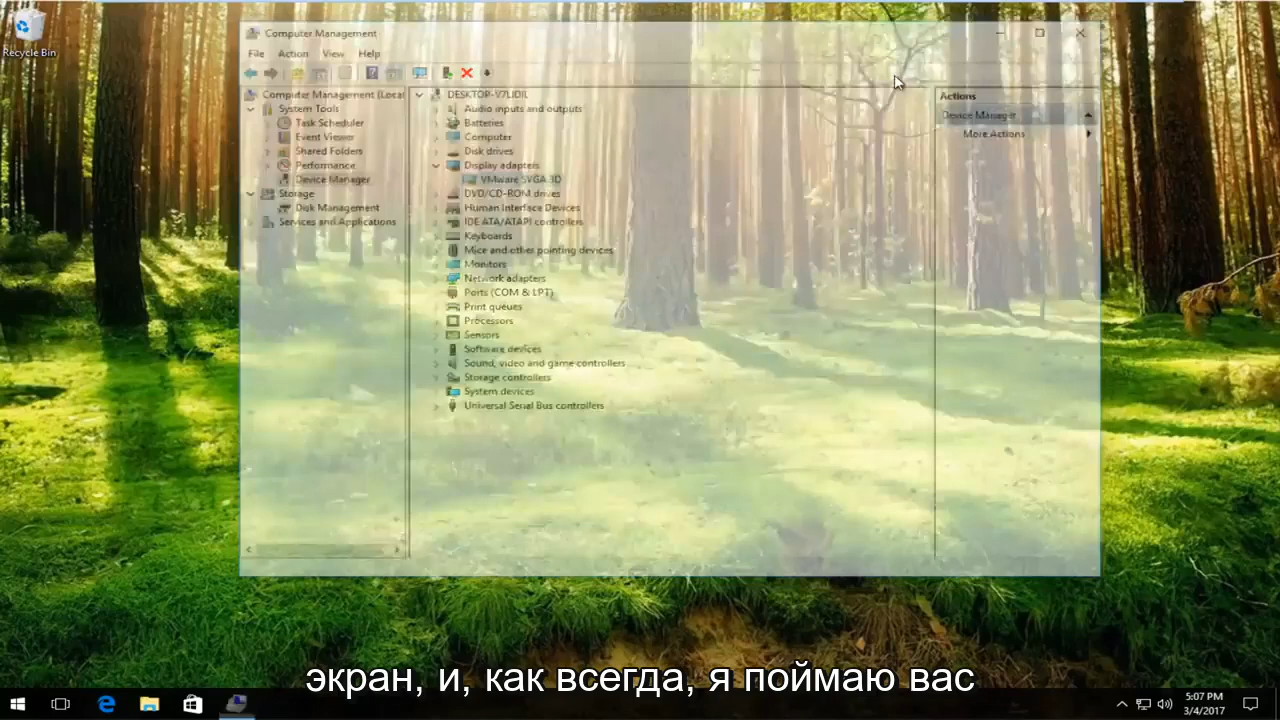 Recycle Bin
Computer Management
File Action View Help
Computer Management (Local
System Tools
Task Scheduler
Event Viewer
Shared Folders
Performance
Device Manager
Storage
Disk Management
Services and Applications
DESKTOP-V7LJDIL
Audio inputs and outputs
Batteries
Computer
Disk drives
Display adapters
VMware SVGA 3D
DVD/CD-ROM drives
Human Interface Devices
IDE ATA/ATAPI controllers
Keyboards
Mice and other pointing devices
Monitors
Network adapters
Ports (COM & LPT)
Print queues
Processors
Sensors
Software devices
Sound, video and game controllers
Storage controllers
System devices
Universal Serial Bus controllers
Actions
Device Manager
More Actions
экран, и, как всегда, я поймаю вас
5:07 PM
3/4/2017